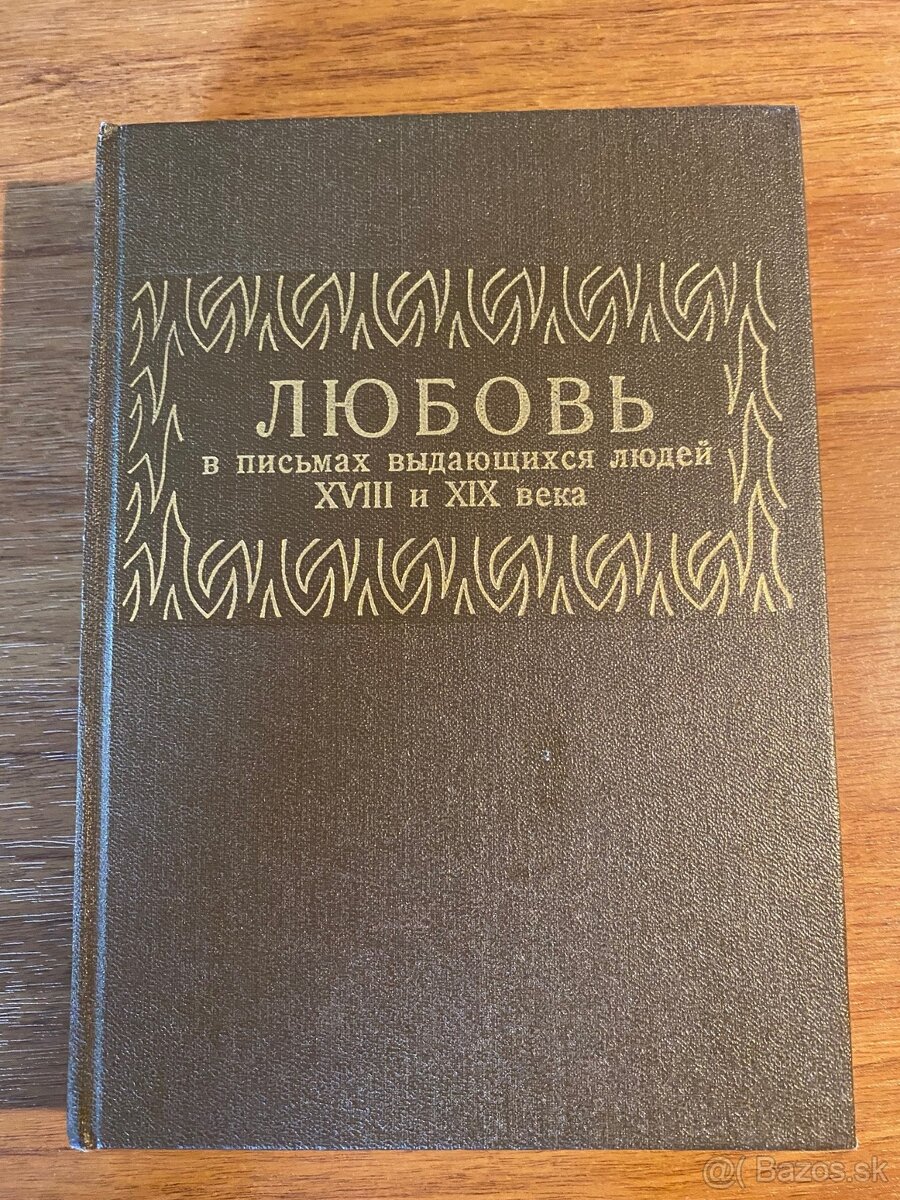 ЛЮБОВЬ
в письмах выдающихся людей
XVIII и XIX века
@( Bazos.sk